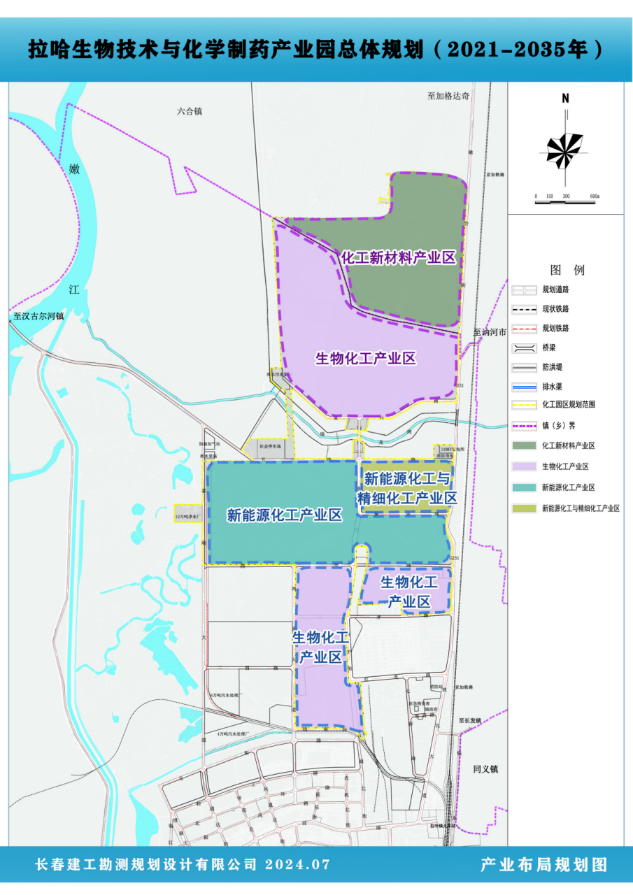 拉哈生物技术与化学制药产业园总体规划（2021-2035年）
至加格达奇
六合镇
N
嫩
江
0 150 300 600m
化工新材料产业区
图 例
规划道路
现状铁路
规划铁路
桥梁
防洪堤
排水渠
化工园区规划范围
镇（乡）界
化工新材料产业区
生物化工产业区
新能源化工产业区
新能源化工与精细化工产业区
至汉古尔河镇
至讷河市
生物化工产业区
新能源化工与
精细化工产业区
新能源化工产业区
生物化工
产业区
生物化工
产业区
至长发镇
同义镇
长春建工勘测规划设计有限公司 2024.07
产业布局规划图